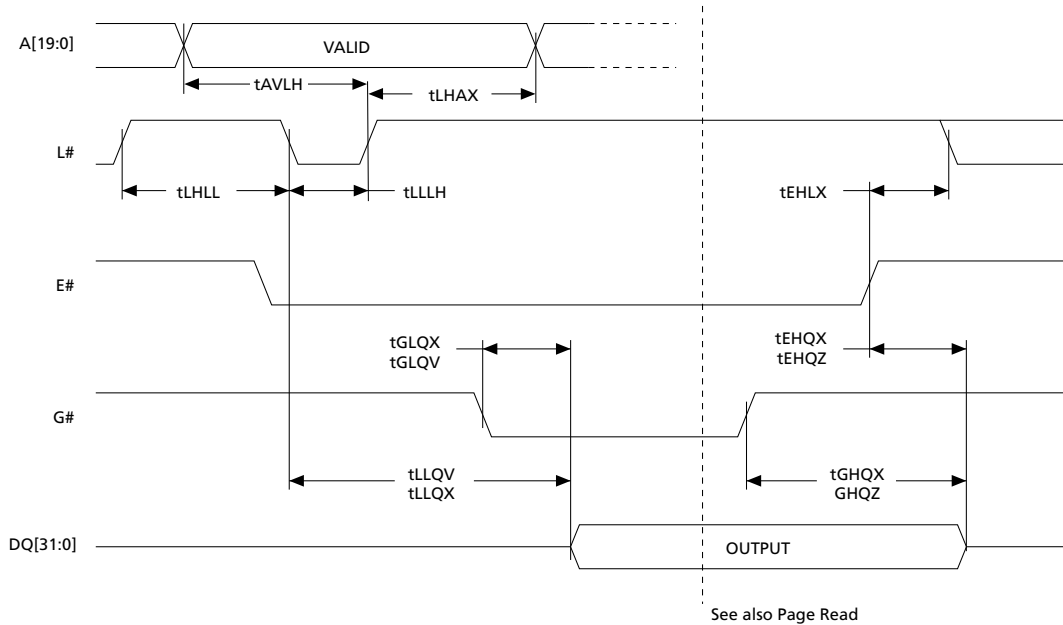 A[19:0]
VALID
tAVLH
tLHAX
L#
tLHLL
tLLLH
tEHLX
E#
tGLQX
tGLQV
tEHQX
tEHQZ
G#
tLLQV
tLLQX
tGHQX
GHQZ
DQ[31:0]
OUTPUT
See also Page Read